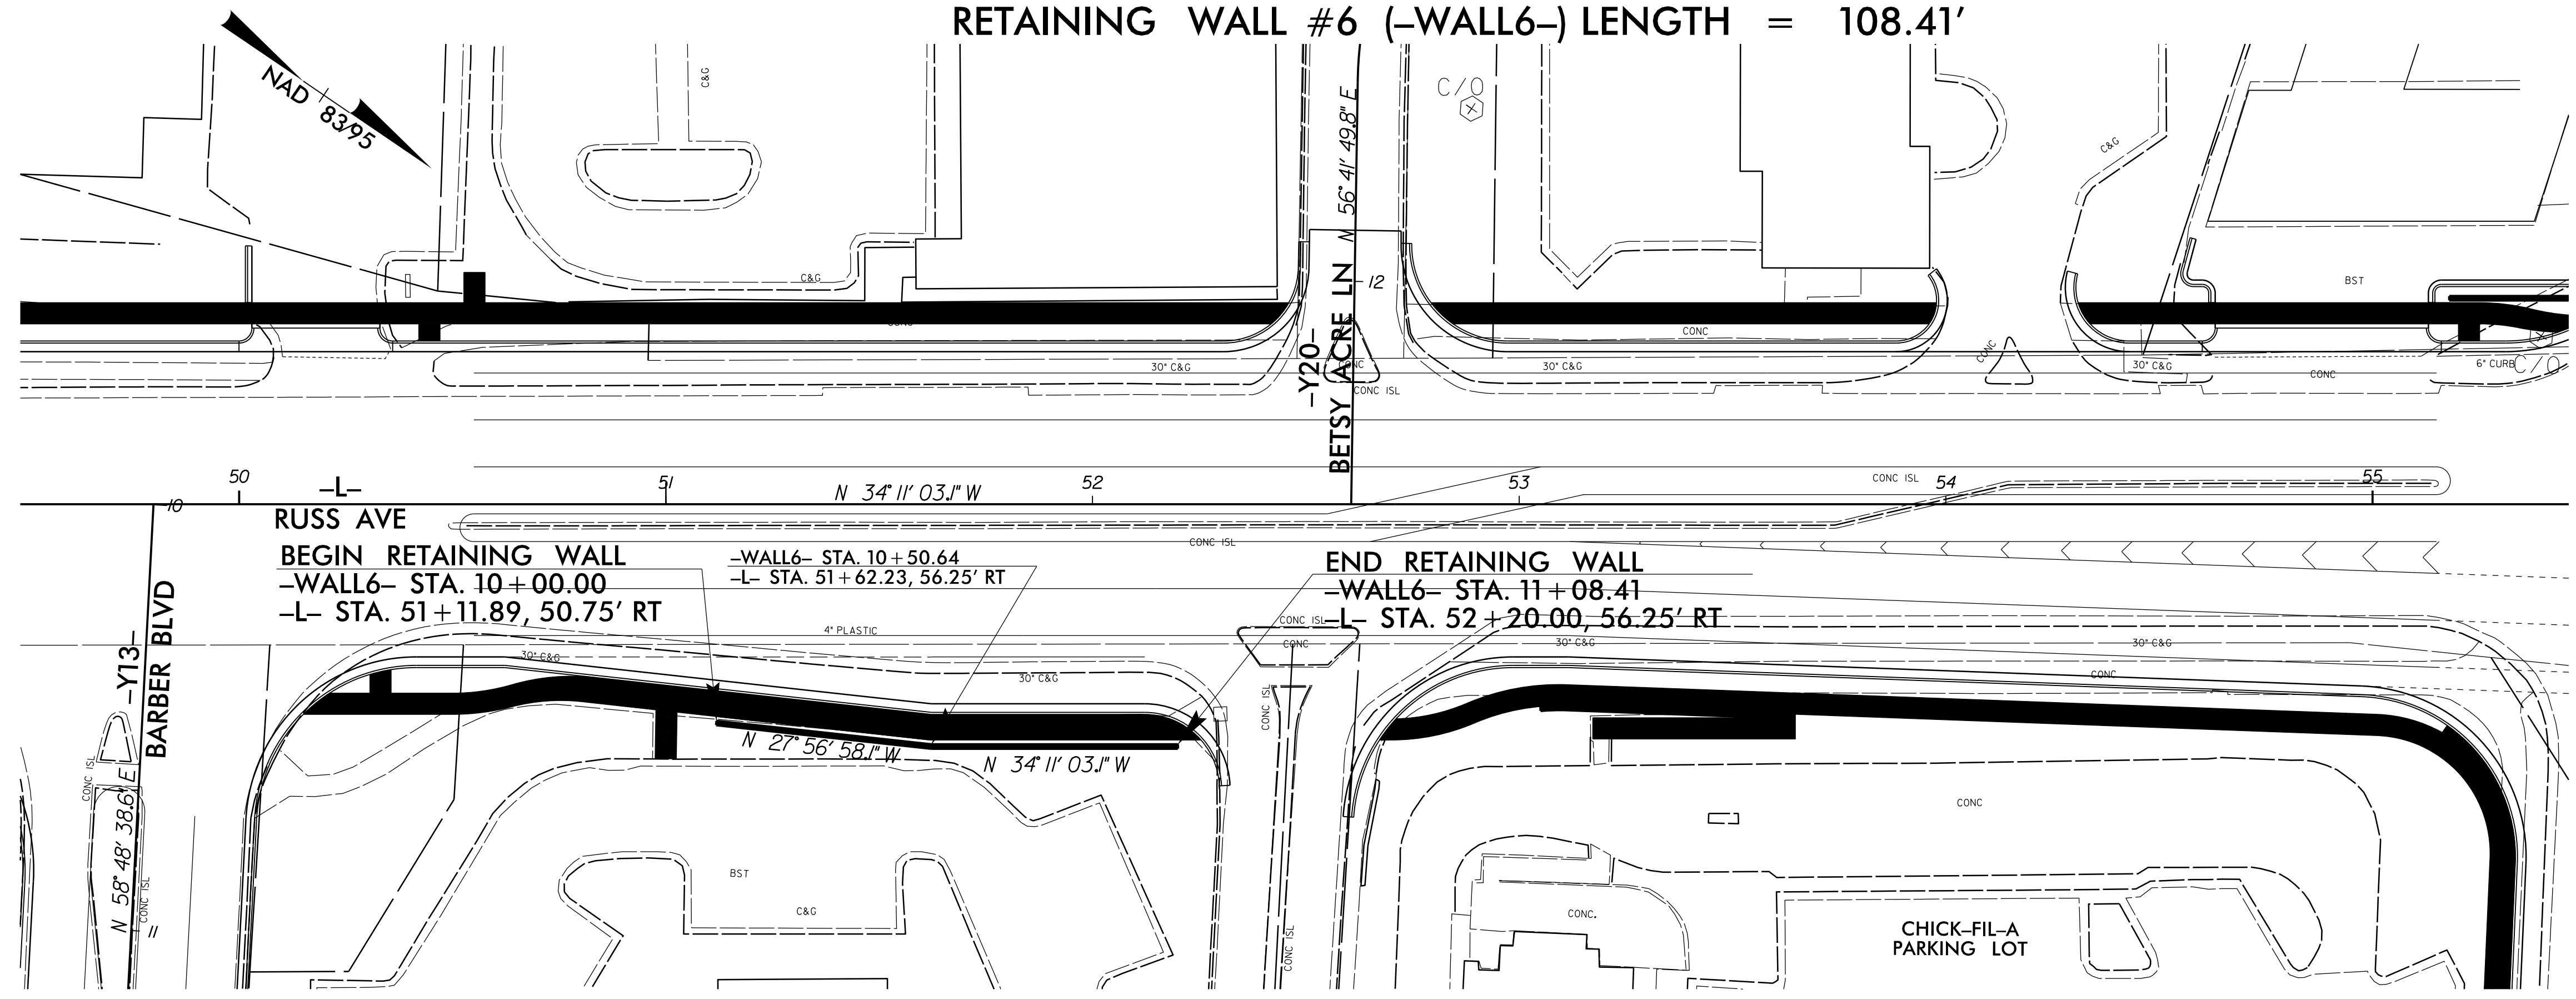 RETAINING WALL #6 (–WALL6–) LENGTH = 108.41'
NAD 83/95
C&G
C/O
C&G
N 56° 41' 49.8" E
BETSY ACRE LN
–Y20–
12
C&G
BST
CONC
CONC
30" C&G
CONC
CONC ISL
30" C&G
CONC
30" C&G
CONC
6" CURB
C/O
50
51
52
53
54
55
–L–
10
N 34° 11' 03.1" W
CONC ISL
RUSS AVE
CONC ISL
BEGIN RETAINING WALL
–WALL6– STA. 10+00.00
–L– STA. 51+11.89, 50.75' RT
–WALL6– STA. 10+50.64
–L– STA. 51+62.23, 56.25' RT
END RETAINING WALL
–WALL6– STA. 11+08.41
–L– STA. 52+20.00, 56.25' RT
4" PLASTIC
CONC ISL
CONC
30" C&G
30" C&G
30" C&G
30" C&G
CONC
–Y13–
BARBER BLVD
N 58° 48' 38.6" E
CONC ISL
CONC ISL
11
N 27° 56' 58.1" W
N 34° 11' 03.1" W
CONC ISL
CONC ISL
BST
C&G
CONC
CONC.
CHICK–FIL–A
PARKING LOT